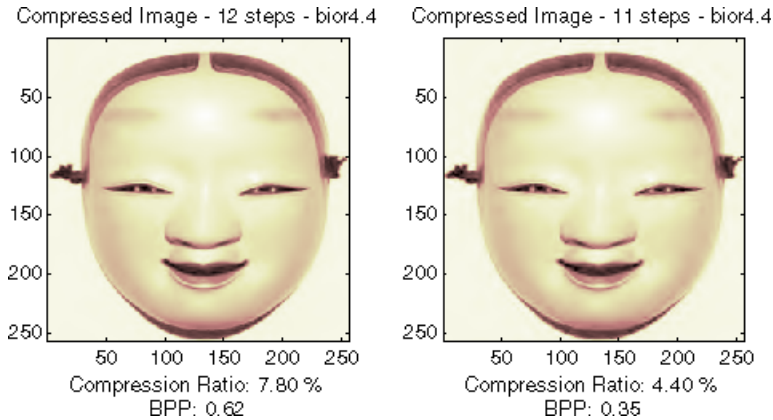 Compressed Image - 12 steps - bior4.4
50
100
150
200
250
50 100 150 200 250
Compression Ratio: 7.80 %
BPP: 0.62
Compressed Image - 11 steps - bior4.4
50
100
150
200
250
50 100 150 200 250
Compression Ratio: 4.40 %
BPP: 0.35